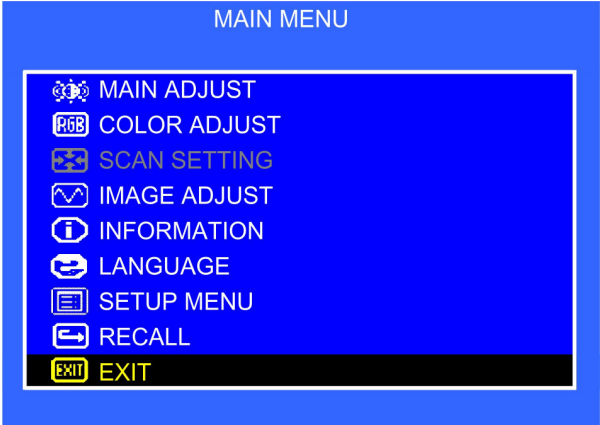 MAIN MENU
MAIN ADJUST
RGB COLOR ADJUST
SCAN SETTING
IMAGE ADJUST
INFORMATION
LANGUAGE
SETUP MENU
RECALL
EXIT EXIT